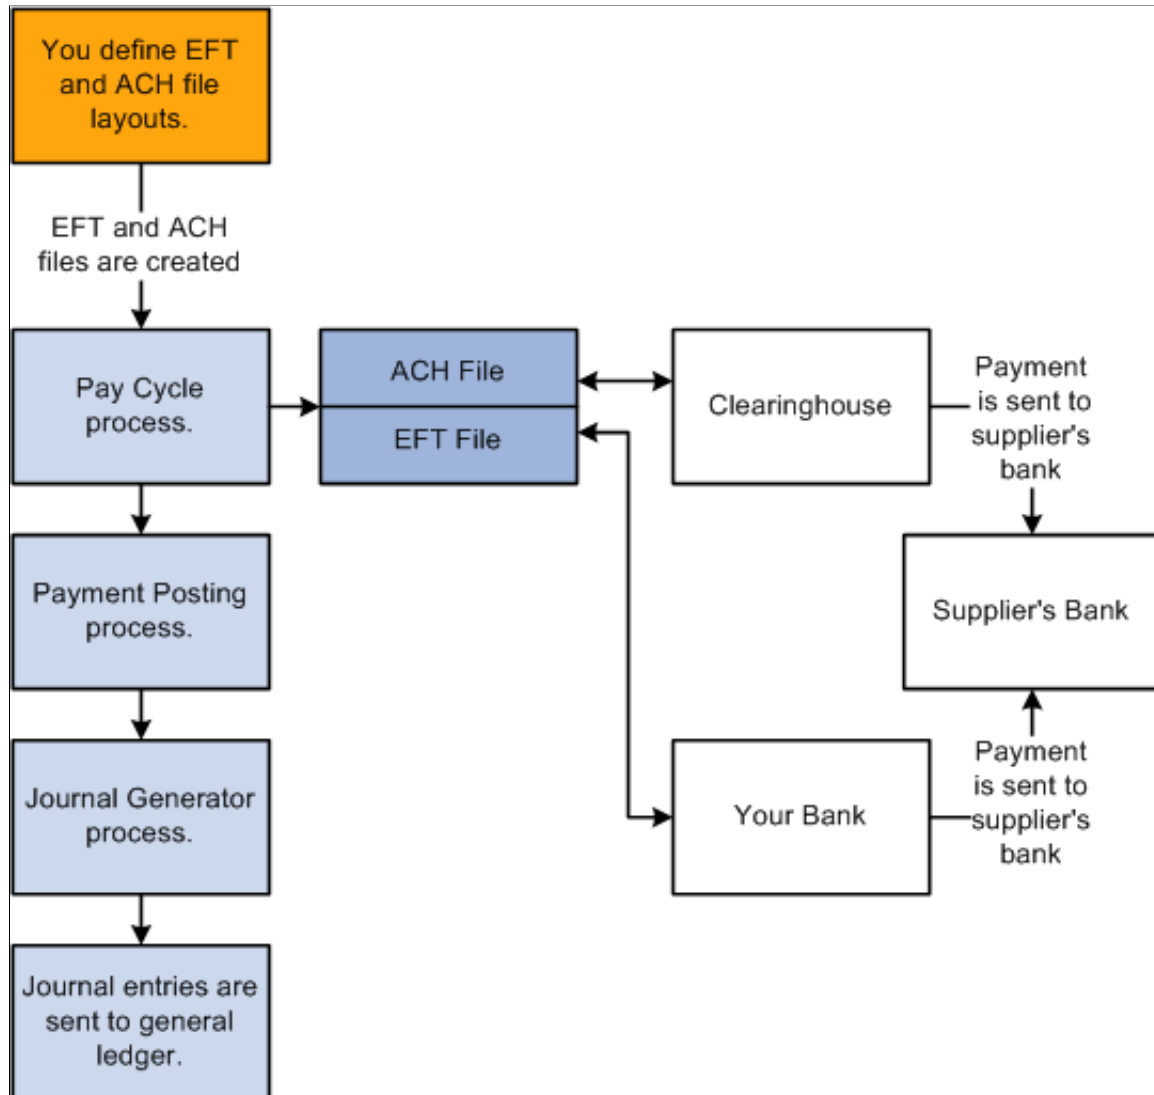 You define EFT
and ACH file
layouts.
EFT and ACH
files are created
Pay Cycle
process.
ACH File
EFT File
Clearinghouse
Payment
is sent to
supplier's
bank
Payment Posting
process.
Supplier's Bank
Journal Generator
process.
Your Bank
Payment
is sent to
supplier's
bank
Journal entries are
sent to general
ledger.